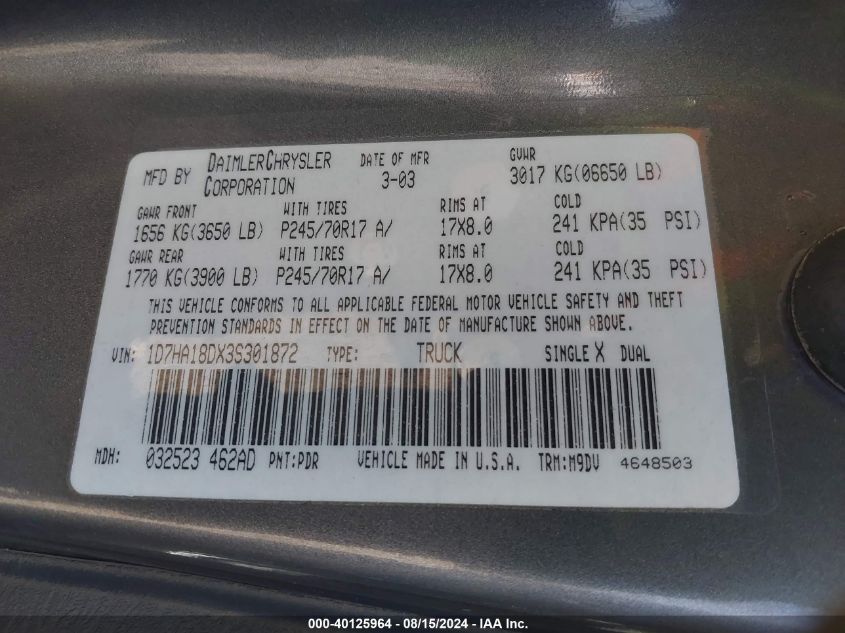 MFD BY DAIMLERCHRYSLER CORPORATION DATE OF MFR 3-03 GVWR 3017 KG(06650 LB)
GAWR FRONT WITH TIRES RIMS AT COLD
1656 KG(3650 LB) P245/70R17 A/ 17X8.0 241 KPA(35 PSI)
GAWR REAR WITH TIRES RIMS AT COLD
1770 KG(3900 LB) P245/70R17 A/ 17X8.0 241 KPA(35 PSI)
THIS VEHICLE CONFORMS TO ALL APPLICABLE FEDERAL MOTOR VEHICLE SAFETY AND THEFT
PREVENTION STANDARDS IN EFFECT ON THE DATE OF MANUFACTURE SHOWN ABOVE.
VIN: 1D7HA18DX3S301872 TYPE: TRUCK SINGLE X DUAL
MDH: 032523 462AD PNT:PDR VEHICLE MADE IN U.S.A. TRM:M9DV 4648503
000-40125964 - 08/15/2024 - IAASA.COM